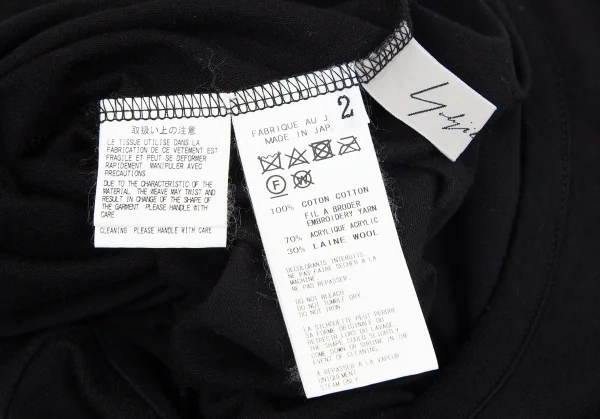 取扱い上の注意
LE TISSUE UTILISE DANS LA
FABRICATION DE CE VETEMENT EST
FRAGILE ET PEUT SE DEFORMER
RAPIDEMENT MANIPULER AVEC
PRECAUTIONS
DUE TO THE CHARACTERISTIC OF THE
MATERIAL, THE WEAVE MAY TWIST AND
RESULT IN CHANGE OF THE SHAPE OF
THE GARMENT PLEASE HANDLE WITH
CARE
CLEANING PLEASE HANDLE WITH CARE
2
FABRIQUE AU J
MADE IN JAP
F W
100% COTON COTTON
FIL A BRODER
EMBROIDERY YARN
70% ACRYLIQUE ACRYLIC
30% LAINE WOOL
DECOLORANTS INTERDITS
NE PAS FAIRE SECHER A LA
MACHINE.
NE PAS REPASSER.
DO NOT BLEACH
DO NOT TUMBLE DRY
DO NOT IRON
LA SILHOUETTE PEUT PERDRE
SA FORME ORIGINALE OU
RETRECIR LORS DU LAVAGE.
THE SHAPE COULD SLIGHTLY
COME DOWN OR SHRINK IN THE
EVENT OF CLEANING.
A REPASSER A LA VAPEUR
UNIQUEMENT
STEAM ONLY